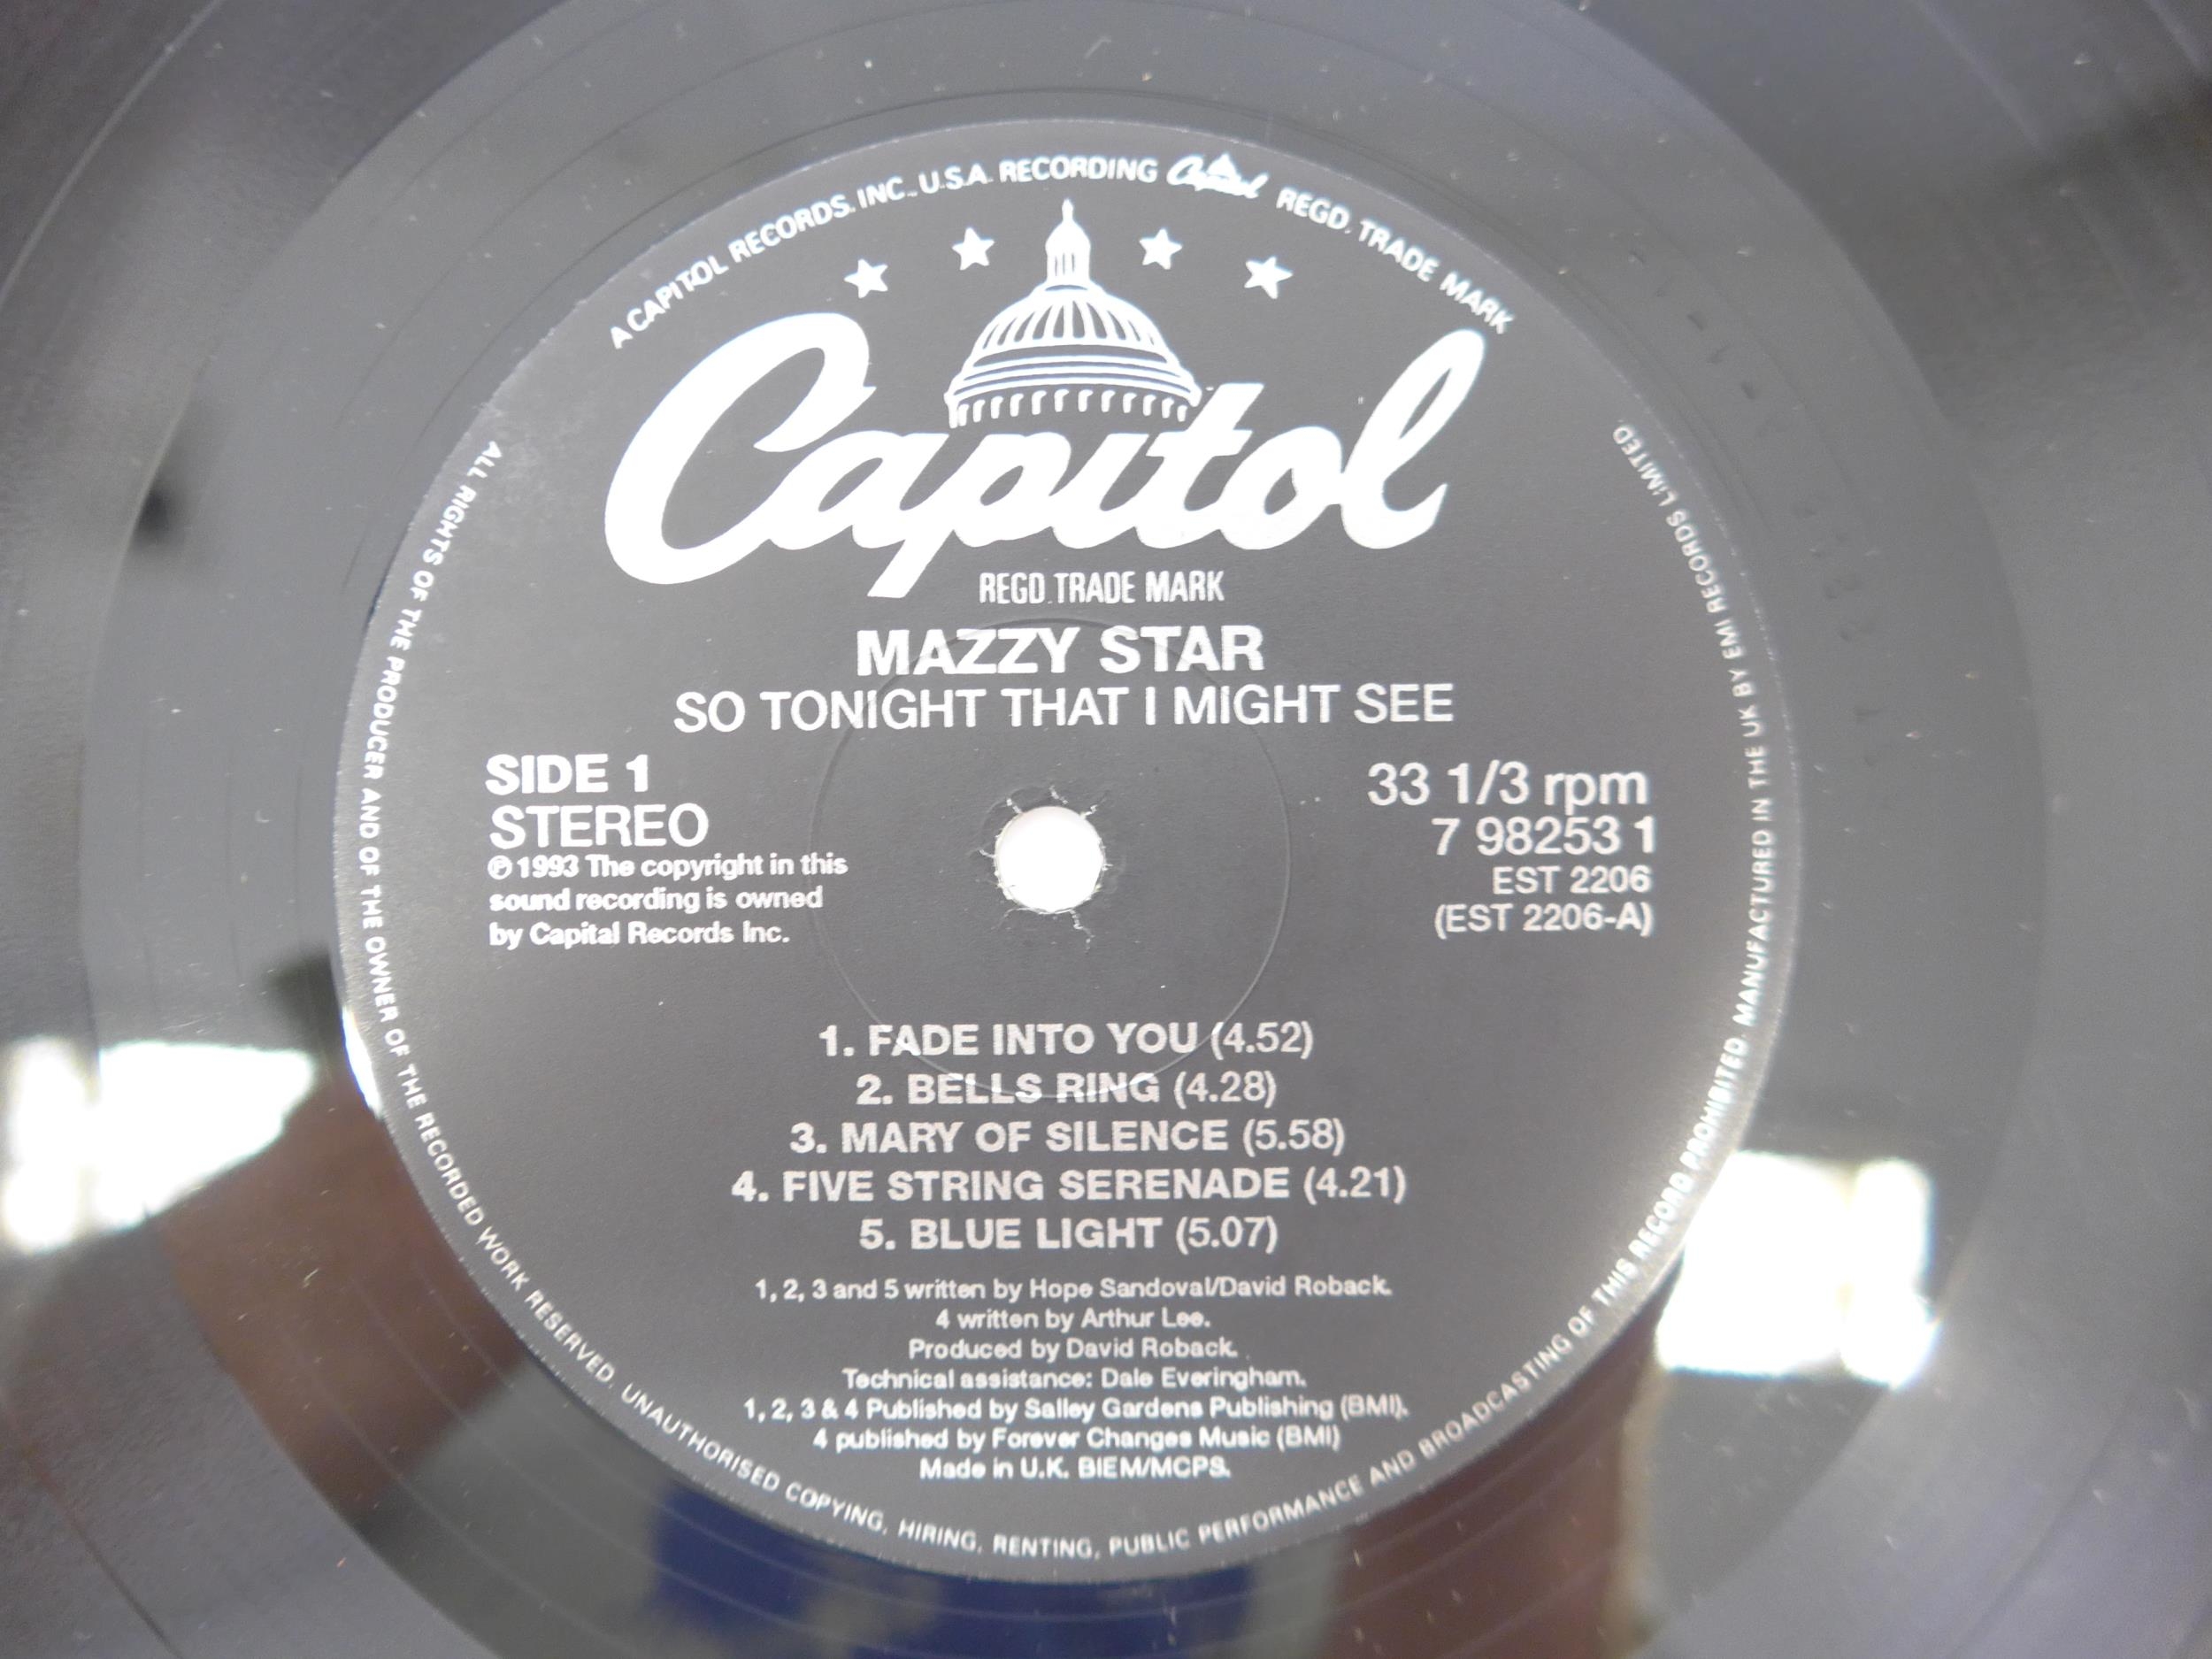 A CAPITOL RECORDS. INC., U.S.A. RECORDING Capitol REGD. TRADE MARK
Capitol
REGD. TRADE MARK
MAZZY STAR
SO TONIGHT THAT I MIGHT SEE
SIDE 1
STEREO
℗ 1993 The copyright in this
sound recording is owned
by Capital Records Inc.
33 1/3 rpm
7 98253 1
EST 2206
(EST 2206-A)
1. FADE INTO YOU (4.52)
2. BELLS RING (4.28)
3. MARY OF SILENCE (5.58)
4. FIVE STRING SERENADE (4.21)
5. BLUE LIGHT (5.07)
1, 2, 3 and 5 written by Hope Sandoval/David Roback.
4 written by Arthur Lee.
Produced by David Roback.
Technical assistance: Dale Everingham.
1, 2, 3 & 4 Published by Salley Gardens Publishing (BMI).
4 published by Forever Changes Music (BMI)
Made in U.K. BIEM/MCPS.
ALL RIGHTS OF THE PRODUCER AND OF THE OWNER OF THE RECORDED WORK RESERVED. UNAUTHORISED COPYING, HIRING, RENTING, PUBLIC PERFORMANCE AND BROADCASTING OF THIS RECORD PROHIBITED. MANUFACTURED IN THE UK BY EMI RECORDS LIMITED.